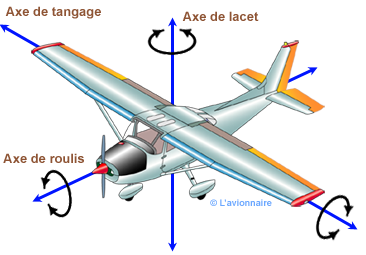 Axe de tangage
Axe de lacet
Axe de roulis
© L'avionnaire